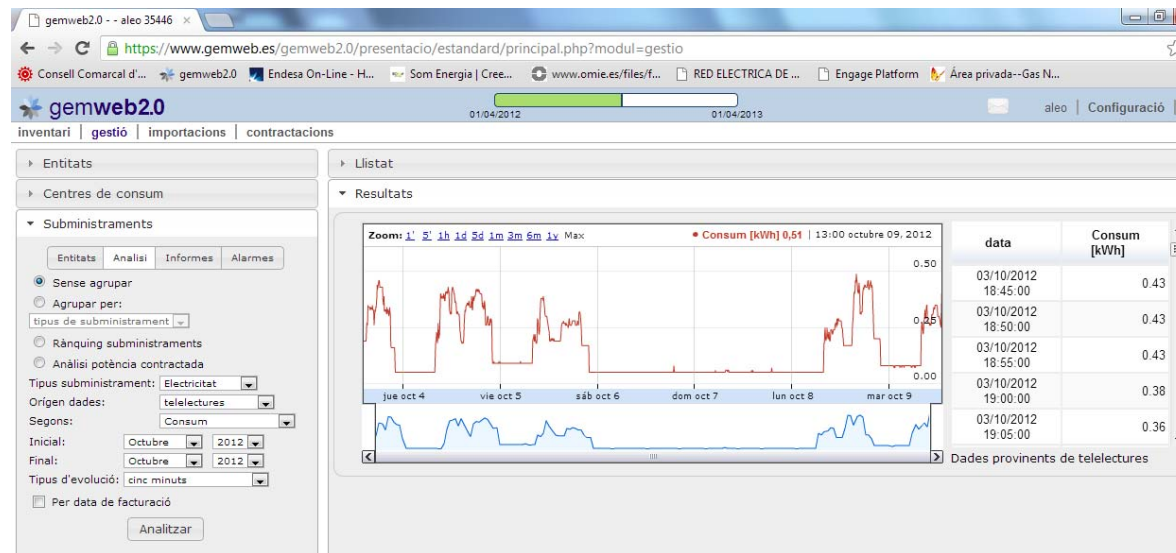 gemweb2.0 - - aleo 35446
https://www.gemweb.es/gemweb2.0/presentacio/estandard/principal.php?modul=gestio
Consell Comarcal d'... gemweb2.0 Endesa On-Line - H... Som Energia | Cree... www.omie.es/files/f... RED ELECTRICA DE ... Engage Platform Área privada--Gas N...
gemweb2.0 01/04/2012 01/04/2013 aleo | Configuració |
inventari | gestió | importacions | contractacions
Entitats
Centres de consum
Subministraments
Entitats Analisi Informes Alarmes
Sense agrupar
Agrupar per:
tipus de subministrament
Rànquing subministraments
Anàlisi potència contractada
Tipus subministrament: Electricitat
Orígen dades: telelectures
Segons: Consum
Inicial: Octubre 2012
Final: Octubre 2012
Tipus d'evolució: cinc minuts
Per data de facturació
Analitzar
Llistat
Resultats
Zoom: 1' 5' 1h 1d 5d 1m 3m 6m 1y Max Consum [kWh] 0,51 | 13:00 octubre 09, 2012
0.50
0.25
0.00
jue oct 4 vie oct 5 sáb oct 6 dom oct 7 lun oct 8 mar oct 9
data Consum [kWh]
03/10/2012 18:45:00 0.43
03/10/2012 18:50:00 0.43
03/10/2012 18:55:00 0.43
03/10/2012 19:00:00 0.38
03/10/2012 19:05:00 0.36
Dades provinents de telelectures